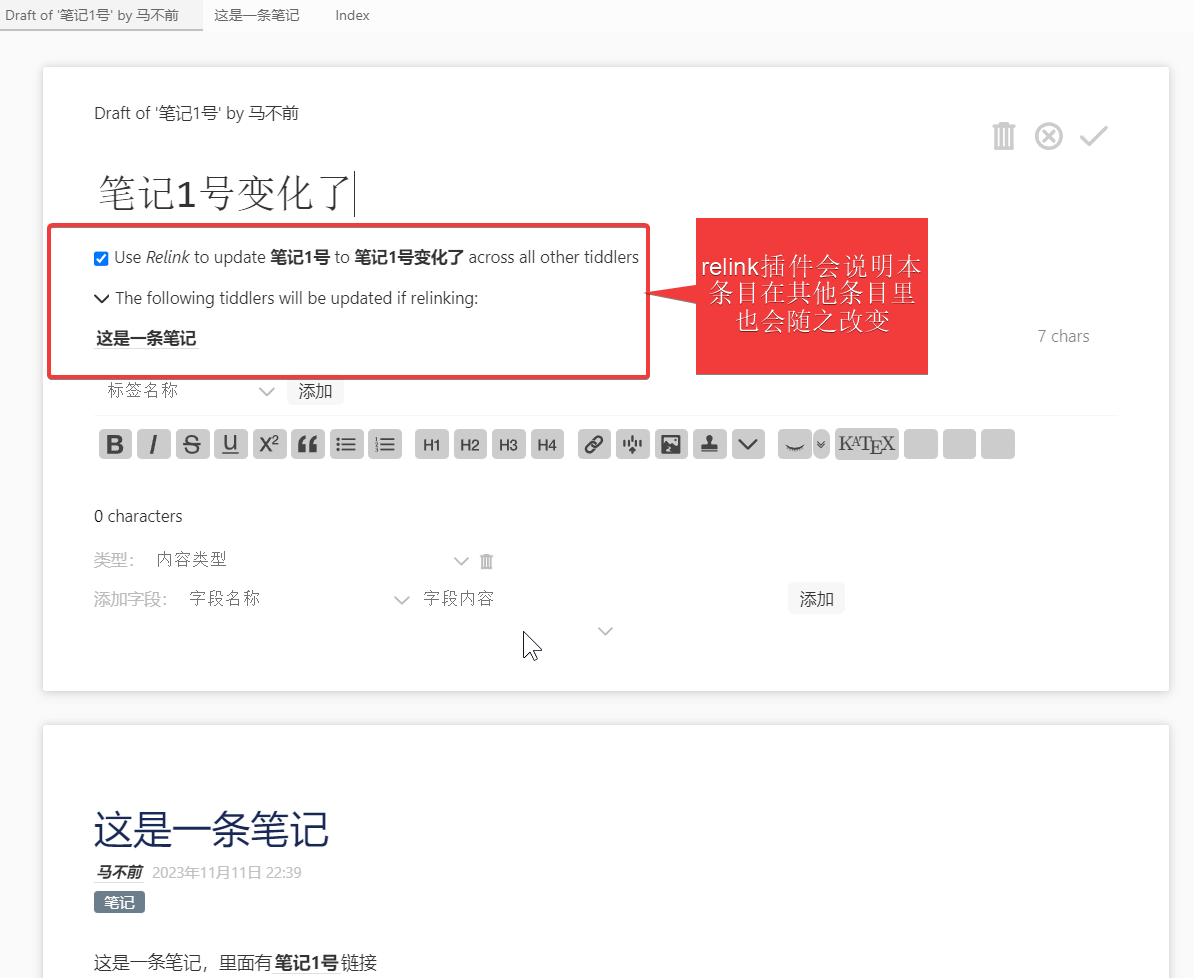 Draft of '笔记1号' by 马不前 这是一条笔记 Index
Draft of '笔记1号' by 马不前
笔记1号变化了
Use Relink to update 笔记1号 to 笔记1号变化了 across all other tiddlers
The following tiddlers will be updated if relinking:
这是一条笔记
relink插件会说明本
条目在其他条目里
也会随之改变
7 chars
标签名称 添加
B I S U X² H1 H2 H3 H4 KATEX
0 characters
类型: 内容类型
添加字段: 字段名称 字段内容 添加
这是一条笔记
马不前 2023年11月11日 22:39
笔记
这是一条笔记，里面有笔记1号链接